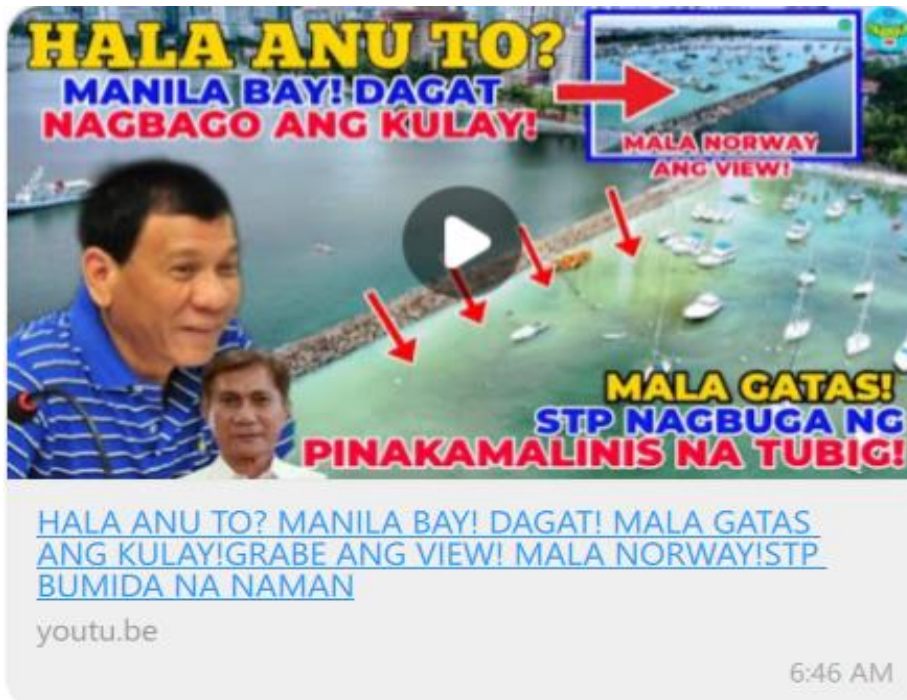 HALA ANU TO?
MANILA BAY! DAGAT
NAGBAGO ANG KULAY!
MALA NORWAY
ANG VIEW!
MALA GATAS!
STP NAGBUGA NG
PINAKAMALINIS NA TUBIG!
HALA ANU TO? MANILA BAY! DAGAT! MALA GATAS
ANG KULAY!GRABE ANG VIEW! MALA NORWAY!STP
BUMIDA NA NAMAN
youtu.be
6:46 AM